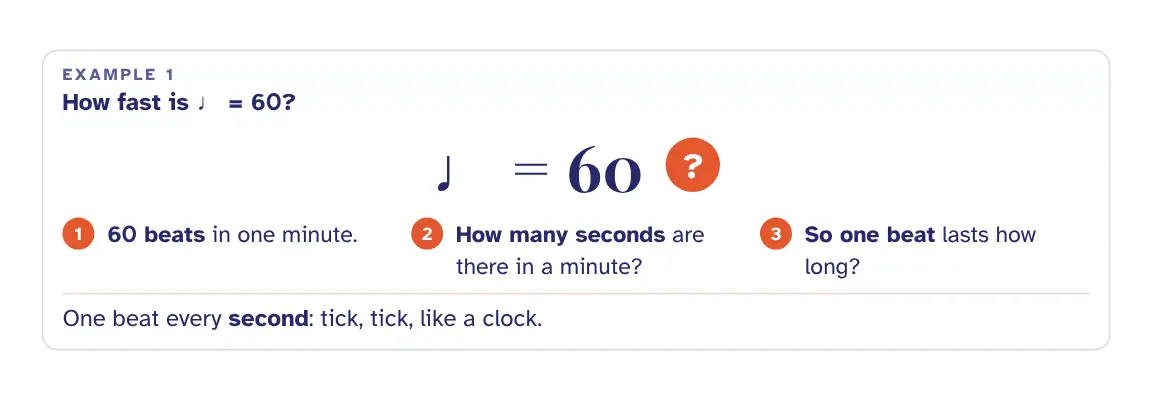 EXAMPLE 1
How fast is ♩ = 60?
♩ = 60 ?
1 60 beats in one minute.
2 How many seconds are
there in a minute?
3 So one beat lasts how
long?
One beat every second: tick, tick, like a clock.